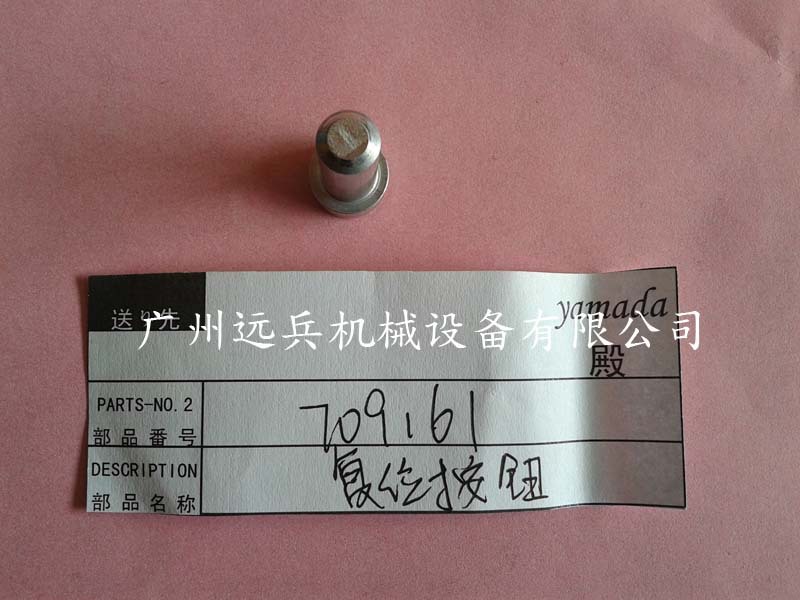 yamada
送り先
广州远兵机械设备有限公司
殿
PARTS-NO.2
部品番号
709161
DESCRIPTION
部品名称
复位按钮